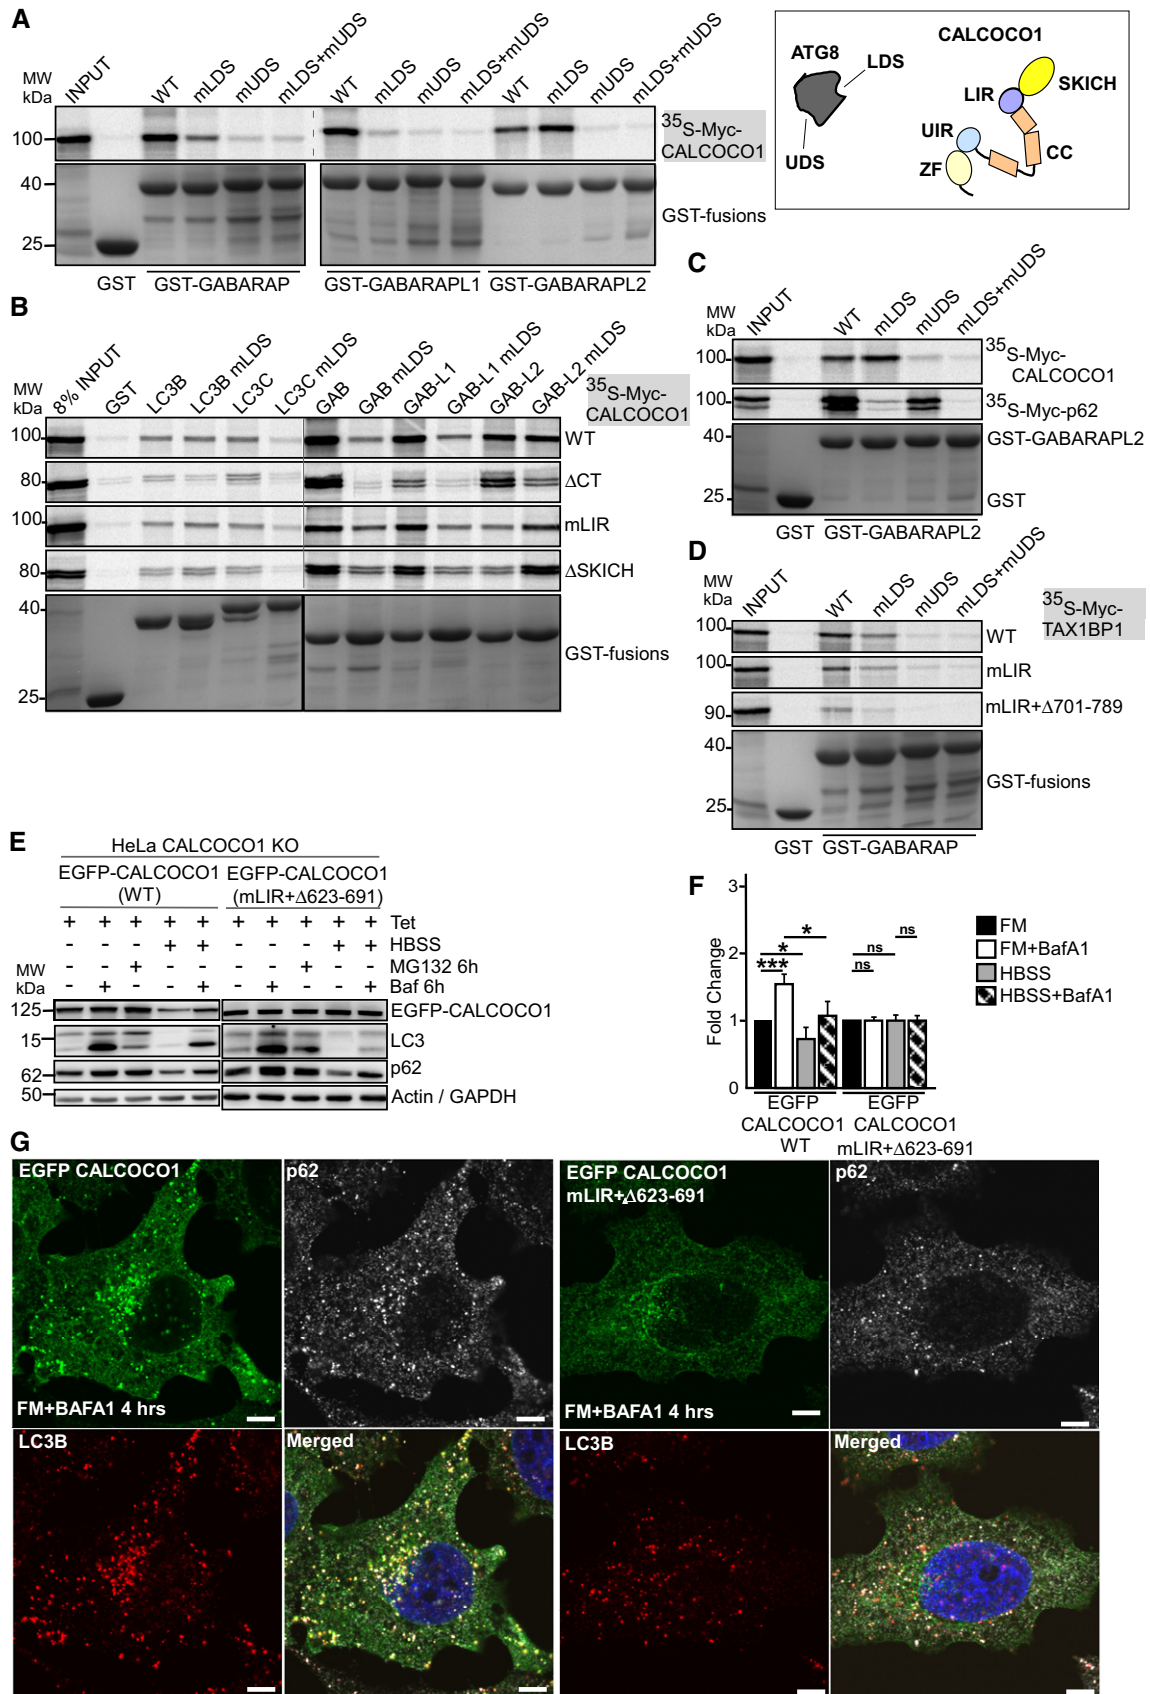 A
MW
kDa
INPUT
WT
mLDS
mUDS
mLDS+mUDS
WT
mLDS
mUDS
mLDS+mUDS
WT
mLDS
mUDS
mLDS+mUDS
100
35S-Myc-
CALCOCO1
40
25
GST-fusions
GST
GST-GABARAP
GST-GABARAPL1
GST-GABARAPL2
ATG8
LDS
UDS
CALCOCO1
SKICH
LIR
UIR
CC
ZF
B
MW
kDa
8% INPUT
GST
LC3B
LC3B mLDS
LC3C
LC3C mLDS
GAB
GAB mLDS
GAB-L1
GAB-L1 mLDS
GAB-L2
GAB-L2 mLDS
35S-Myc-
CALCOCO1
100
WT
80
ΔCT
100
mLIR
80
ΔSKICH
40
25
GST-fusions
C
MW
kDa
INPUT
WT
mLDS
mUDS
mLDS+mUDS
100
35S-Myc-
CALCOCO1
100
35S-Myc-p62
40
GST-GABARAPL2
25
GST
GST
GST-GABARAPL2
D
MW
kDa
INPUT
WT
mLDS
mUDS
mLDS+mUDS
35S-Myc-
TAX1BP1
100
WT
100
mLIR
90
mLIR+Δ701-789
40
25
GST-fusions
GST
GST-GABARAP
E
HeLa CALCOCO1 KO
EGFP-CALCOCO1
(WT)
EGFP-CALCOCO1
(mLIR+Δ623-691)
+ + + + + + + + + + Tet
- - - + + - - - + + HBSS
- - + - - - - + - - MG132 6h
- + - - + - + - - + Baf 6h
MW
kDa
125
EGFP-CALCOCO1
15
LC3
62
p62
50
Actin / GAPDH
F
Fold Change
3
2
1
0
***
*
*
ns
ns
ns
FM
FM+BafA1
HBSS
HBSS+BafA1
EGFP
CALCOCO1
WT
EGFP
CALCOCO1
mLIR+Δ623-691
G
EGFP CALCOCO1
FM+BAFA1 4 hrs
p62
EGFP CALCOCO1
mLIR+Δ623-691
FM+BAFA1 4 hrs
p62
LC3B
Merged
LC3B
Merged